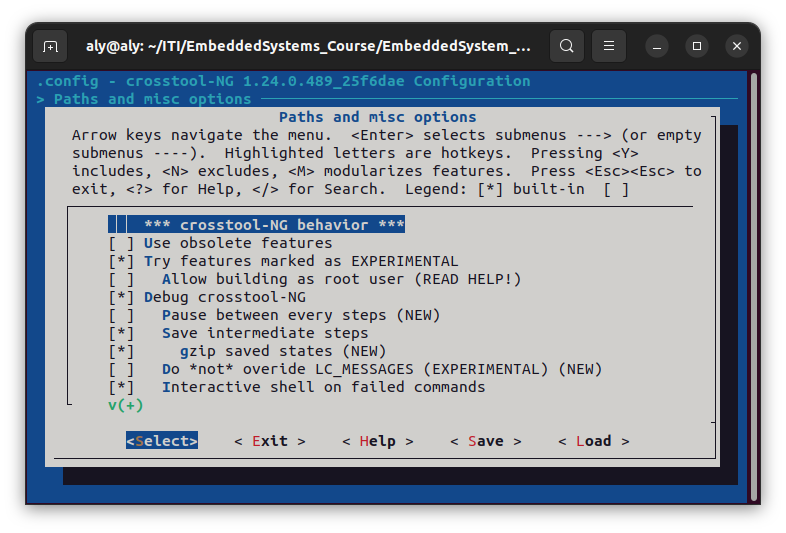 aly@aly: ~/ITI/EmbeddedSystems_Course/EmbeddedSystem_...
.config - crosstool-NG 1.24.0.489_25f6dae Configuration
> Paths and misc options
Paths and misc options
Arrow keys navigate the menu.  <Enter> selects submenus ---> (or empty
submenus ----).  Highlighted letters are hotkeys.  Pressing <Y>
includes, <N> excludes, <M> modularizes features.  Press <Esc><Esc> to
exit, <?> for Help, </> for Search.  Legend: [*] built-in  [ ]
*** crosstool-NG behavior ***
[ ] Use obsolete features
[*] Try features marked as EXPERIMENTAL
[ ]   Allow building as root user (READ HELP!)
[*] Debug crosstool-NG
[ ]   Pause between every steps (NEW)
[*]   Save intermediate steps
[*]     gzip saved states (NEW)
[ ]   Do *not* overide LC_MESSAGES (EXPERIMENTAL) (NEW)
[*]   Interactive shell on failed commands
v(+)
<Select>    < Exit >    < Help >    < Save >    < Load >